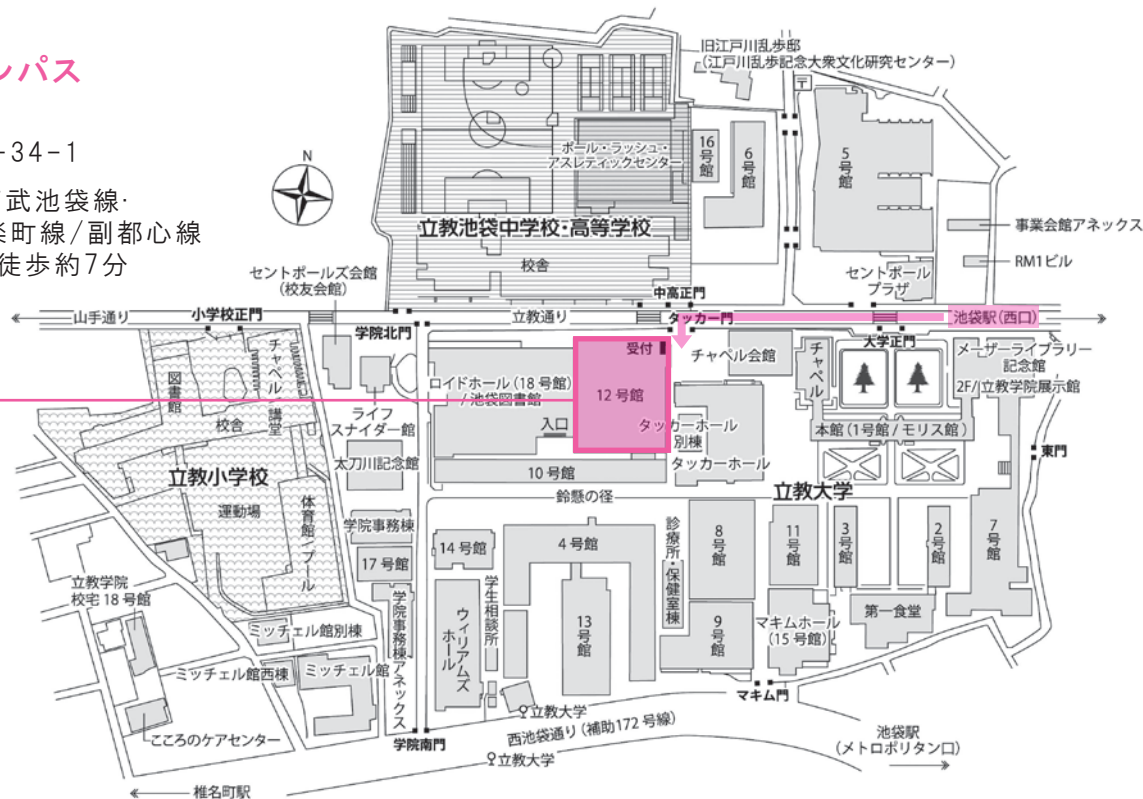 ンパス
-34-1
武池袋線·
楽町線/副都心線
徒歩約7分
N
旧江戸川乱歩邸
(江戸川乱歩記念大衆文化研究センター)
〒
ポール・ラッシュ・
アスレティックセンター
16号館
6号館
5号館
立教池袋中学校・高等学校
校舎
事業会館アネックス
RM1ビル
セントポール
プラザ
セントポールズ会館
(校友会館)
中高正門
山手通り
小学校正門
立教通り
タッカー門
池袋駅(西口)
学院北門
大学正門
受付
チャペル会館
チャペル
メーザーライブラリー
記念館
2F/立教学院展示館
図書館
チャペル/講堂
校舎
ロイドホール(18号館)
/池袋図書館
12号館
入口
ライフ
スナイダー館
タッカーホール
別棟
タッカーホール
本館(1号館/モリス館)
東門
太刀川記念館
10号館
立教小学校
運動場
体育館/プール
鈴懸の径
立教大学
学院事務棟
14号館
4号館
診療所・保健室棟
8号館
11号館
3号館
2号館
7号館
17号館
立教学院
校宅18号館
学院事務棟アネックス
ウィリアムズ
ホール
学生相談所
13号館
9号館
マキムホール
(15号館)
第一食堂
ミッチェル館別棟
ミッチェル館西棟
ミッチェル館
マキム門
こころのケアセンター
立教大学
西池袋通り(補助172号線)
学院南門
立教大学
池袋駅
(メトロポリタン口)
椎名町駅